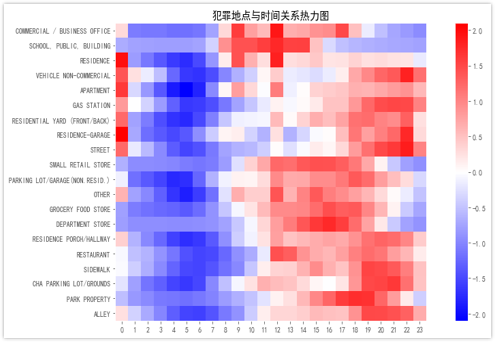 犯罪地点与时间关系热力图
COMMERCIAL / BUSINESS OFFICE
SCHOOL, PUBLIC, BUILDING
RESIDENCE
VEHICLE NON-COMMERCIAL
APARTMENT
GAS STATION
RESIDENTIAL YARD (FRONT/BACK)
RESIDENCE-GARAGE
STREET
SMALL RETAIL STORE
PARKING LOT/GARAGE(NON.RESID.)
OTHER
GROCERY FOOD STORE
DEPARTMENT STORE
RESIDENCE PORCH/HALLWAY
RESTAURANT
SIDEWALK
CHA PARKING LOT/GROUNDS
PARK PROPERTY
ALLEY
0 1 2 3 4 5 6 7 8 9 10 11 12 13 14 15 16 17 18 19 20 21 22 23
2.0
1.5
1.0
0.5
0.0
-0.5
-1.0
-1.5
-2.0